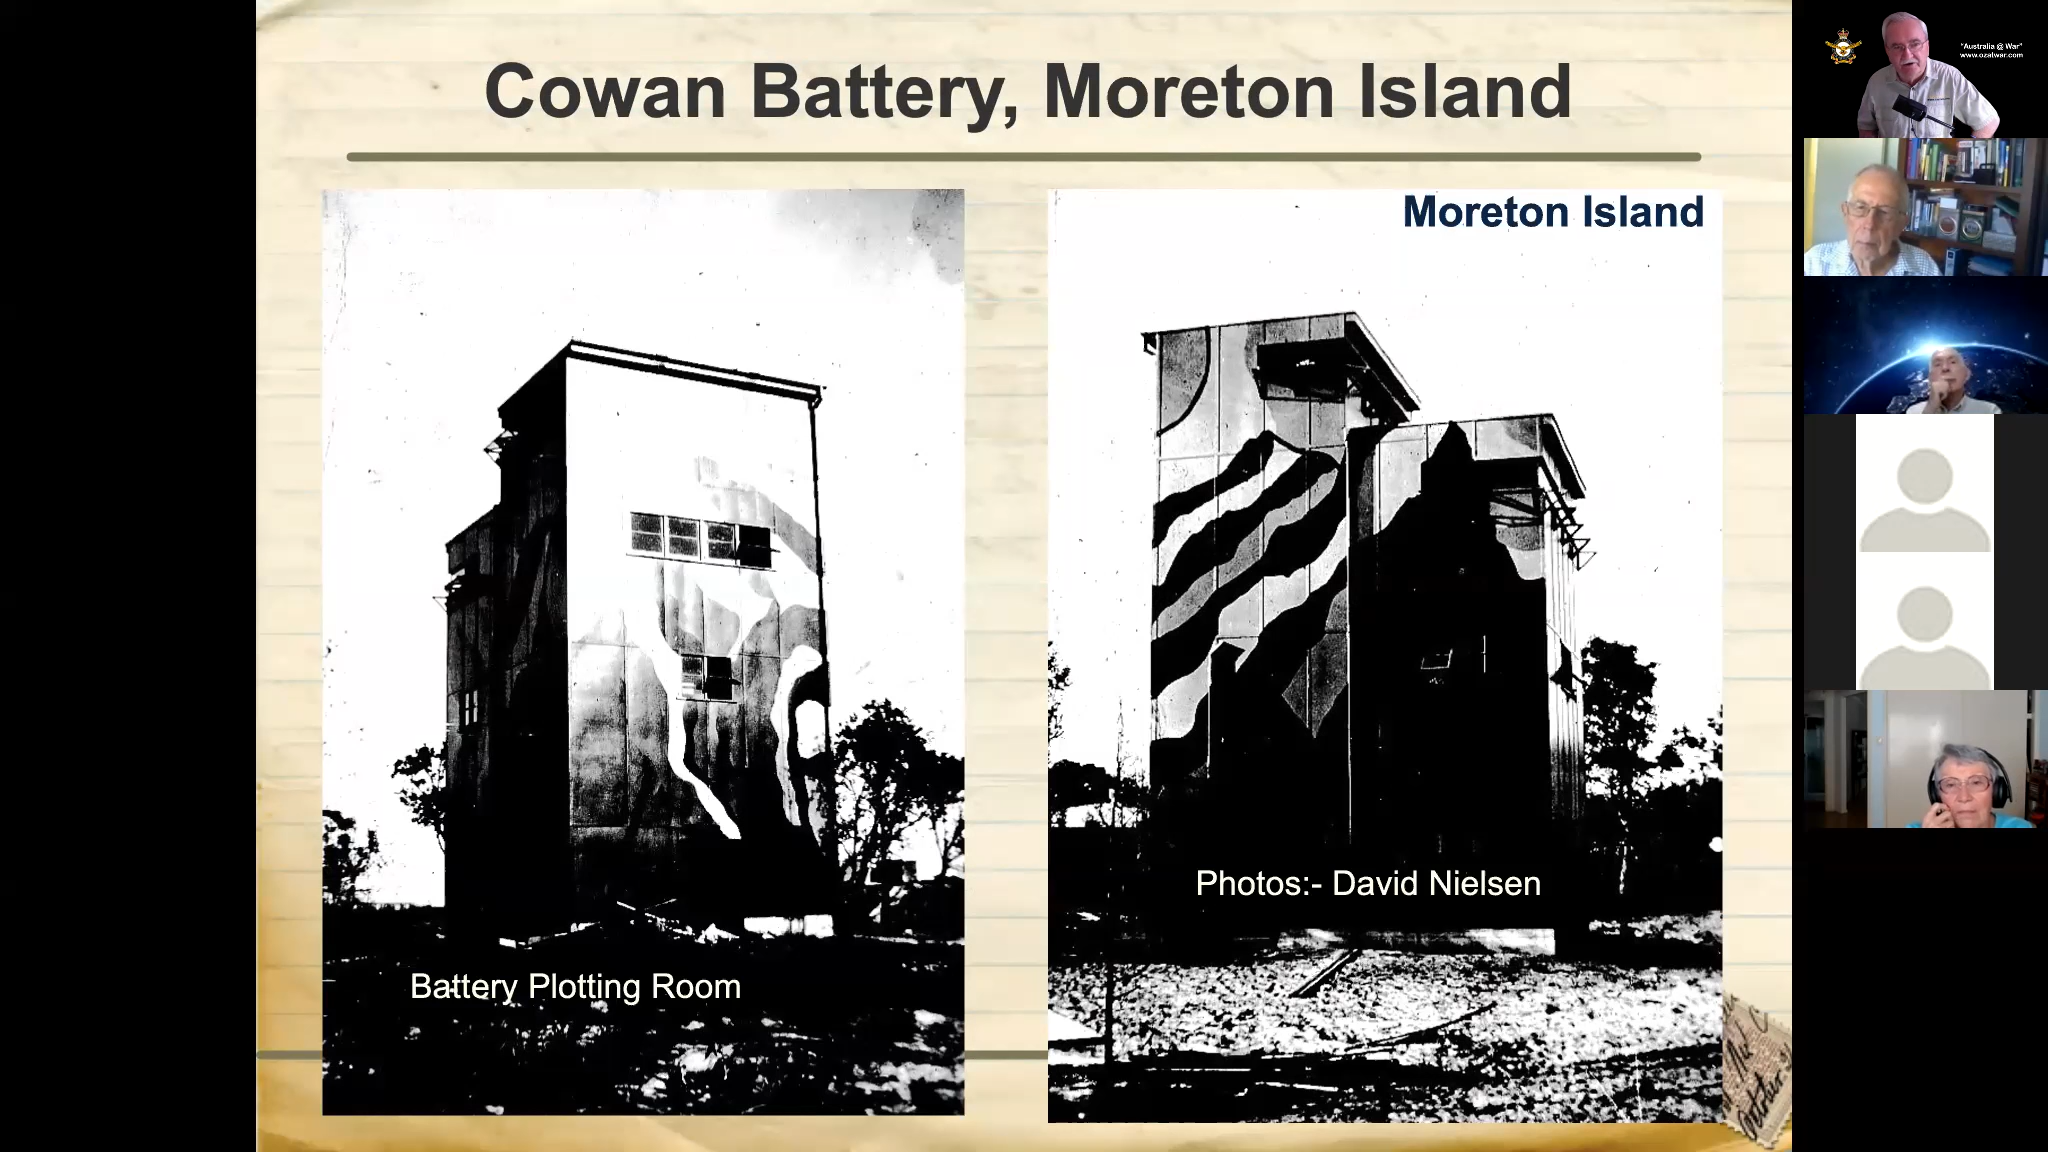 Cowan Battery, Moreton Island
Moreton Island
Photos:- David Nielsen
Battery Plotting Room
"Australia @ War"
www.ozatwar.com